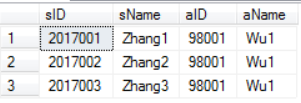 sID sName aID aName
1 2017001 Zhang1 98001 Wu1
2 2017002 Zhang2 98001 Wu1
3 2017003 Zhang3 98001 Wu1